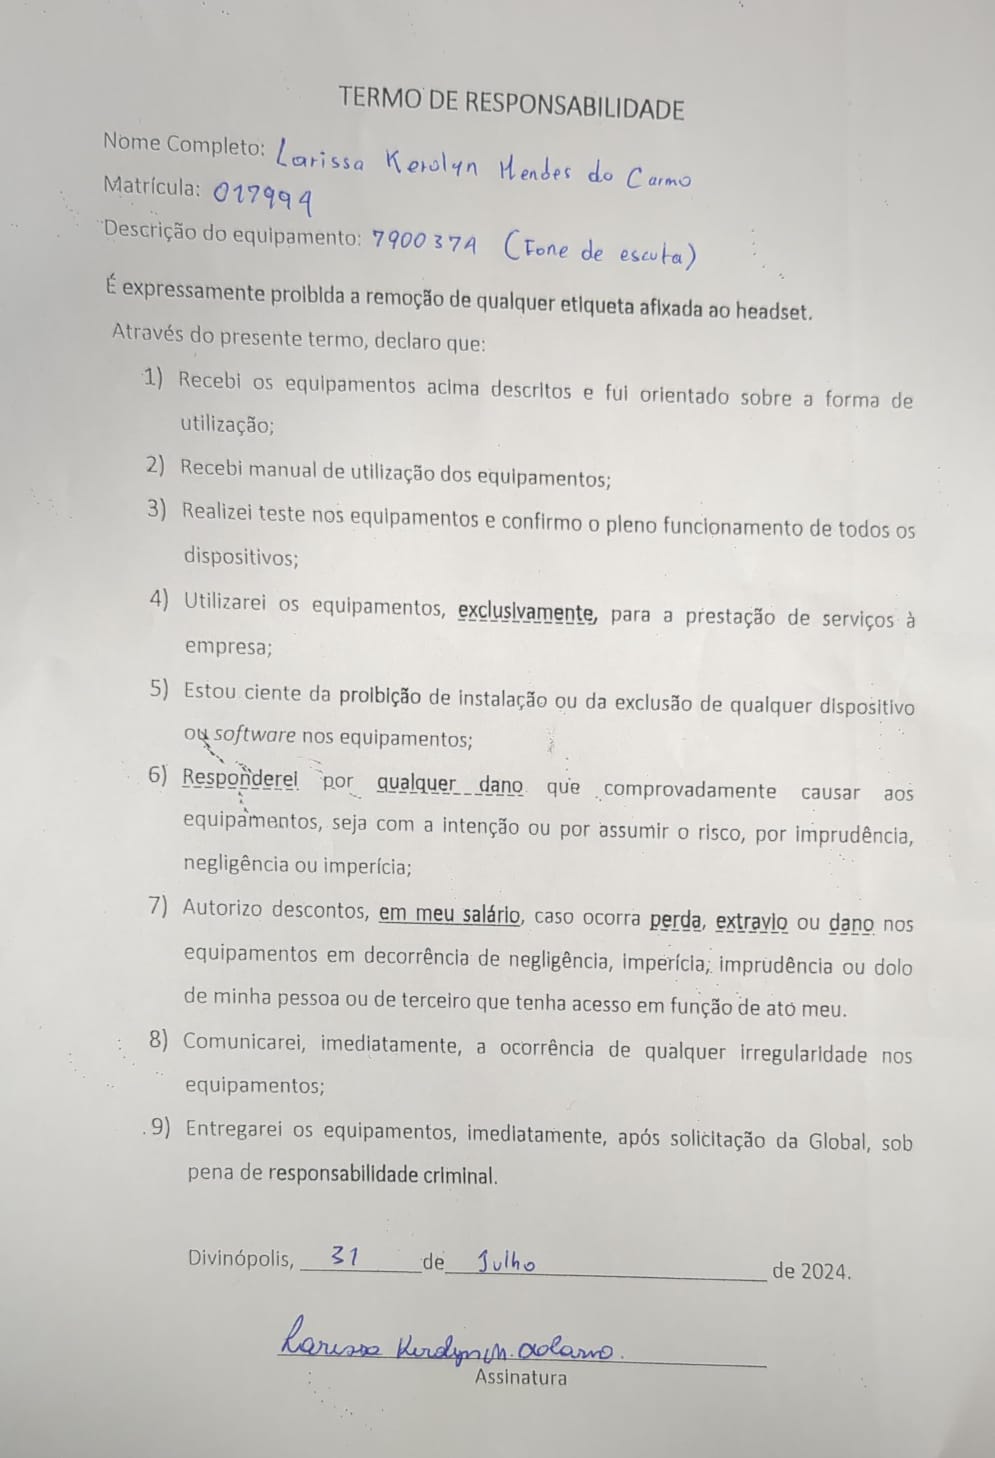 TERMO DE RESPONSABILIDADE
Nome Completo: Larissa Kerolyn Mendes do Carmo
Matrícula: 017994
Descrição do equipamento: 7900374 (Fone de escuta)
É expressamente proibida a remoção de qualquer etiqueta afixada ao headset.
Através do presente termo, declaro que:
1) Recebi os equipamentos acima descritos e fui orientado sobre a forma de
utilização;
2) Recebi manual de utilização dos equipamentos;
3) Realizei teste nos equipamentos e confirmo o pleno funcionamento de todos os
dispositivos;
4) Utilizarei os equipamentos, exclusivamente, para a prestação de serviços à
empresa;
5) Estou ciente da proibição de instalação ou da exclusão de qualquer dispositivo
ou software nos equipamentos;
6) Responderei por qualquer dano que comprovadamente causar aos
equipamentos, seja com a intenção ou por assumir o risco, por imprudência,
negligência ou imperícia;
7) Autorizo descontos, em meu salário, caso ocorra perda, extravio ou dano nos
equipamentos em decorrência de negligência, imperícia, imprudência ou dolo
de minha pessoa ou de terceiro que tenha acesso em função de ato meu.
8) Comunicarei, imediatamente, a ocorrência de qualquer irregularidade nos
equipamentos;
9) Entregarei os equipamentos, imediatamente, após solicitação da Global, sob
pena de responsabilidade criminal.
Divinópolis, 31 de Julho de 2024.
Larissa Kerolyn M. do Carmo.
Assinatura